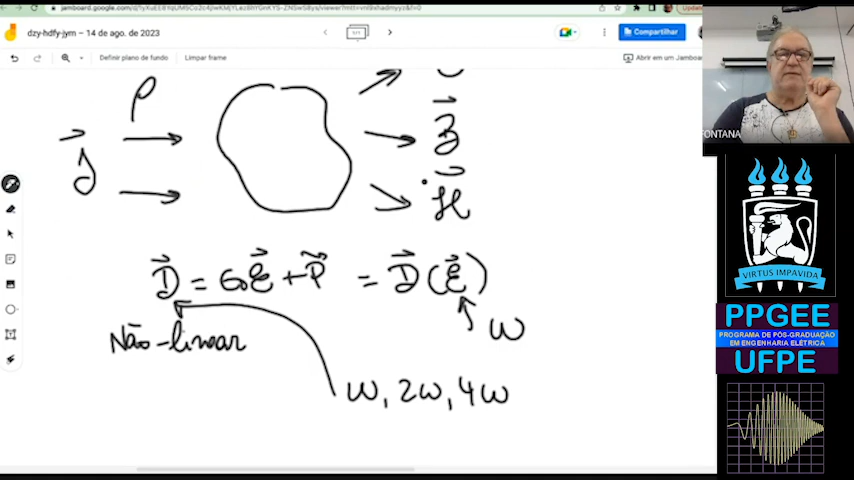 dzy-hdfy-jym – 14 de ago. de 2023
Compartilhar
Definir plano de fundo
Limpar frame
Abrir em um Jamboard
ρ
J
B
H
D = ε₀E + P = D(E)
ω
Não-linear
ω, 2ω, 4ω
FONTANA
VIRTUS IMPAVIDA
PPGEE
PROGRAMA DE PÓS-GRADUAÇÃO
EM ENGENHARIA ELÉTRICA
UFPE